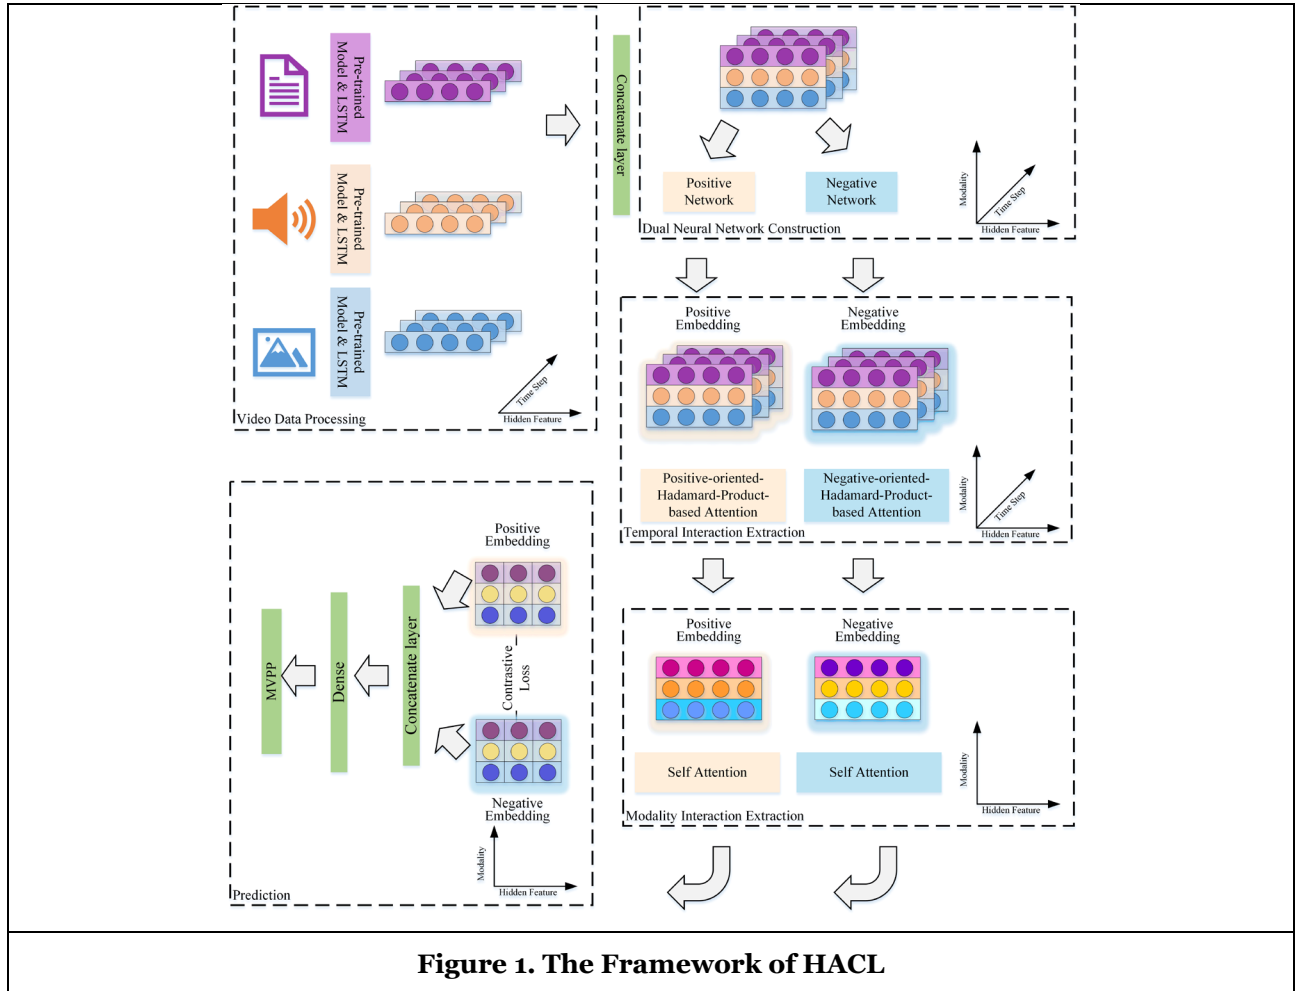 Pre-trained
Model & LSTM
Pre-trained
Model & LSTM
Pre-trained
Model & LSTM
Time Step
Hidden Feature
Video Data Processing
Concatenate layer
Positive
Network
Negative
Network
Modality
Time Step
Hidden Feature
Dual Neural Network Construction
Positive
Embedding
Negative
Embedding
Positive-oriented-
Hadamard-Product-
based Attention
Negative-oriented-
Hadamard-Product-
based Attention
Modality
Time Step
Hidden Feature
Temporal Interaction Extraction
Positive
Embedding
Negative
Embedding
Self Attention
Self Attention
Modality
Hidden Feature
Modality Interaction Extraction
Positive
Embedding
Contrastive
Loss
Negative
Embedding
Concatenate layer
Dense
MVPP
Modality
Hidden Feature
Prediction
Figure 1. The Framework of HACL